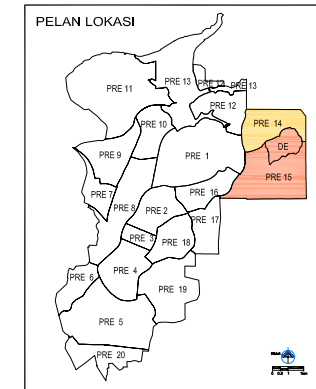 PELAN LOKASI
PRE 13
PRE 12
PRE 13
PRE 11
PRE 12
PRE 10
PRE 14
DE
PRE 9
PRE 1
PRE 15
PRE 7
PRE 16
PRE 8
PRE 2
PRE 17
PRE 3
PRE 18
PRE 6
PRE 4
PRE 19
PRE 5
PRE 20